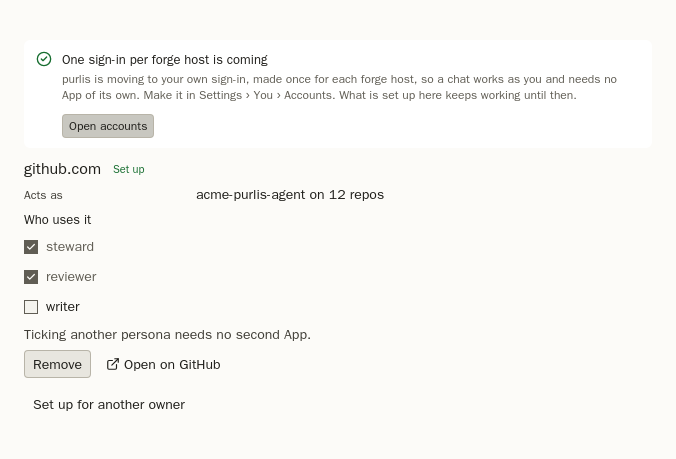 One sign-in per forge host is coming
purlis is moving to your own sign-in, made once for each forge host, so a chat works as you and needs no
App of its own. Make it in Settings › You › Accounts. What is set up here keeps working until then.
Open accounts
github.com Set up
Acts as acme-purlis-agent on 12 repos
Who uses it
steward
reviewer
writer
Ticking another persona needs no second App.
Remove Open on GitHub
Set up for another owner